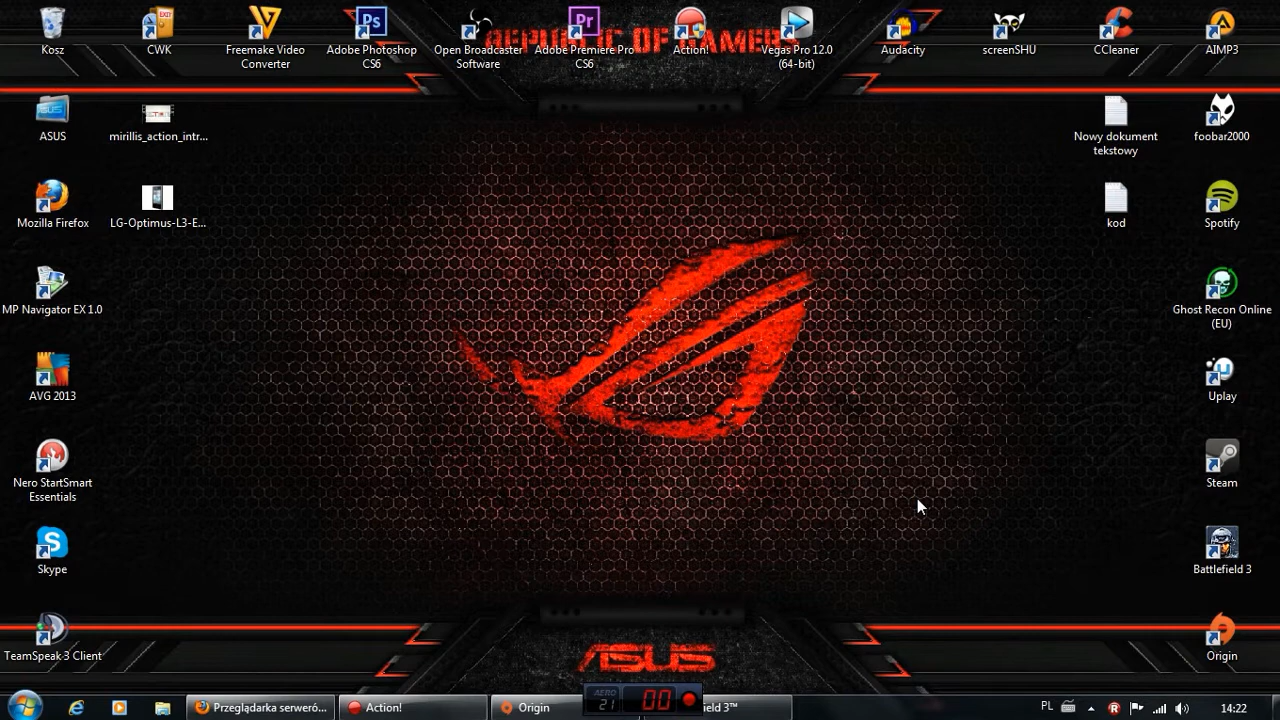 REPUBLIC OF GAMERS
Kosz
CWK
Freemake Video
Converter
Ps
Adobe Photoshop
CS6
Open Broadcaster
Software
Pr
Adobe Premiere Pro
CS6
Action!
Vegas Pro 12.0
(64-bit)
Audacity
screenSHU
CCleaner
AIMP3
ASUS
mirillis_action_intr...
Nowy dokument
tekstowy
foobar2000
Mozilla Firefox
LG-Optimus-L3-E...
kod
Spotify
MP Navigator EX 1.0
Ghost Recon Online
(EU)
AVG 2013
Uplay
Nero StartSmart
Essentials
Steam
Skype
Battlefield 3
TeamSpeak 3 Client
ASUS
Origin
Przeglądarka serweró...
Action!
Origin
AERO
21
00
field 3™
PL
14:22